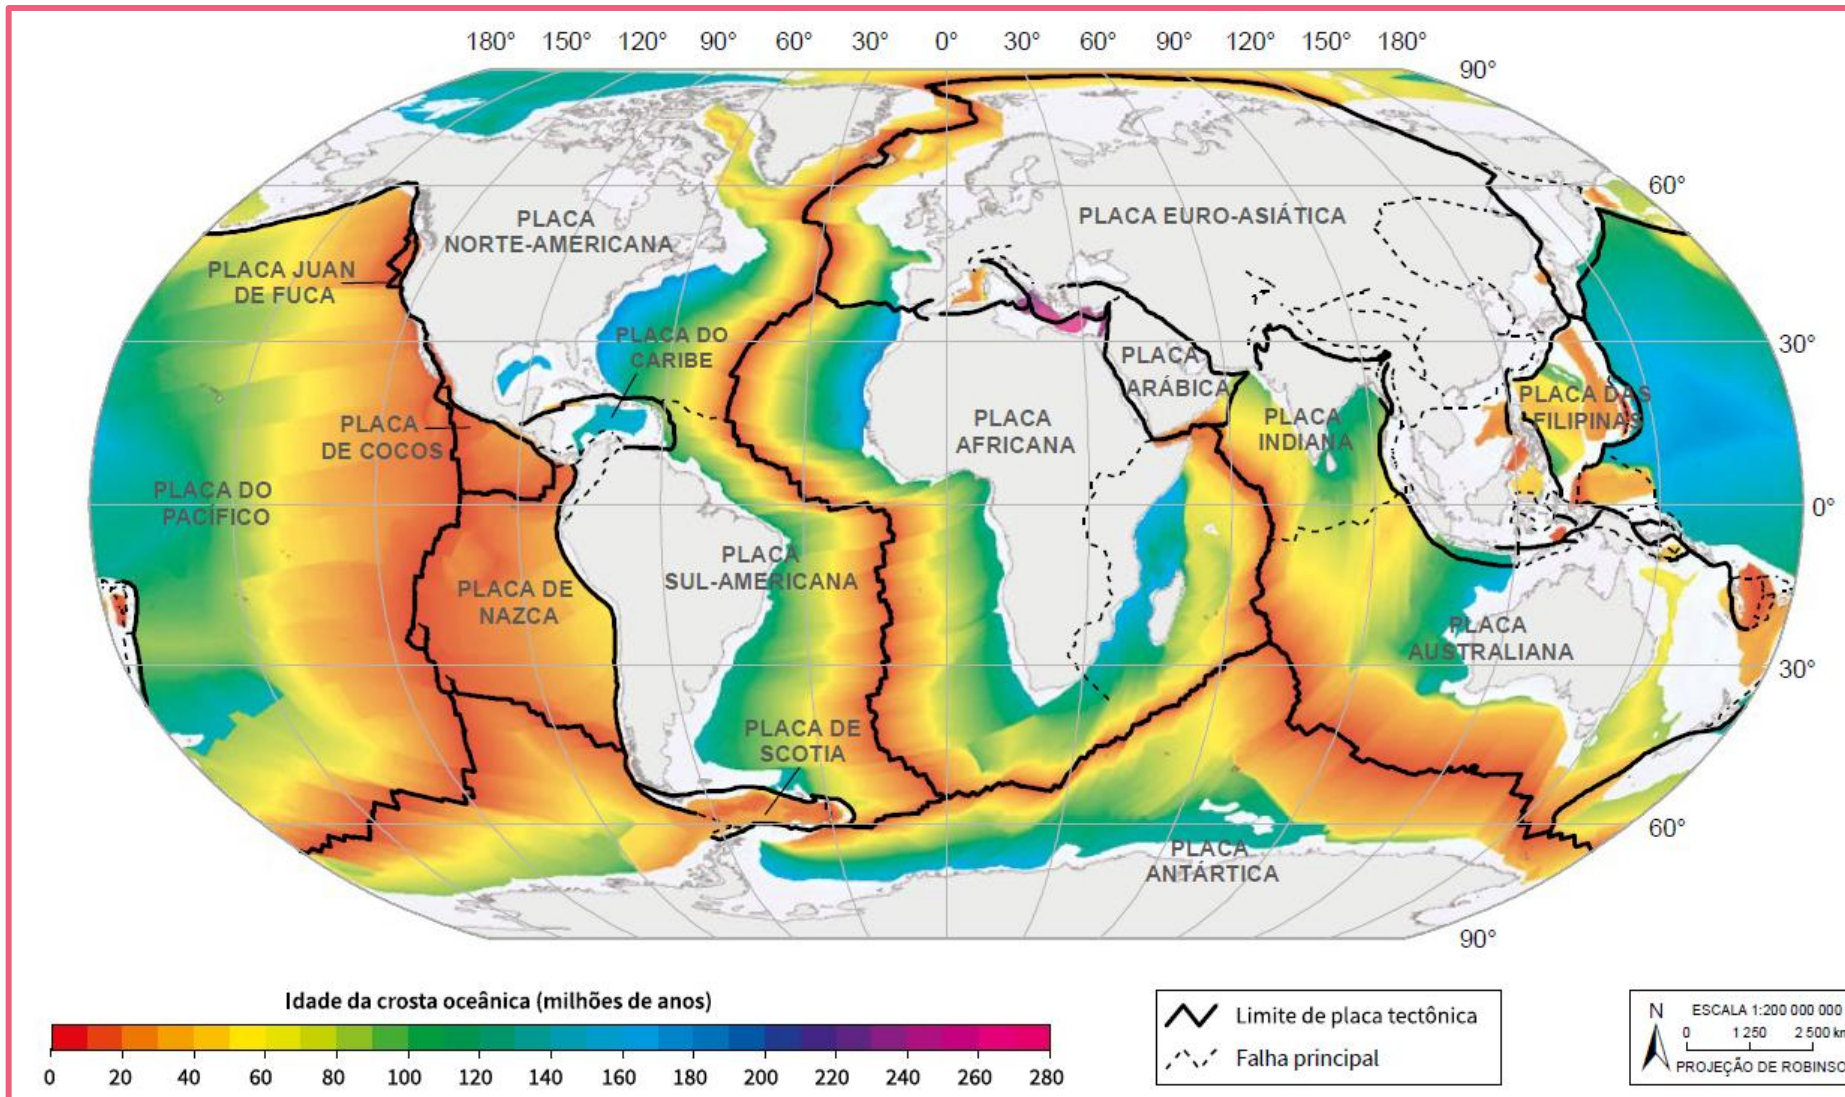 180° 150° 120° 90° 60° 30° 0° 30° 60° 90° 120° 150° 180°
90°
60°
30°
0°
30°
60°
90°
PLACA
NORTE-AMERICANA
PLACA EURO-ASIÁTICA
PLACA JUAN
DE FUCA
PLACA DO
CARIBE
PLACA
ARÁBICA
PLACA
DE COCOS
PLACA
AFRICANA
PLACA
INDIANA
PLACA DAS
FILIPINAS
PLACA DO
PACÍFICO
PLACA DE
NAZCA
PLACA
SUL-AMERICANA
PLACA
AUSTRALIANA
PLACA DE
SCOTIA
PLACA
ANTÁRTICA
Idade da crosta oceânica (milhões de anos)
0 20 40 60 80 100 120 140 160 180 200 220 240 260 280
Limite de placa tectônica
Falha principal
N
ESCALA 1:200 000 000
0 1 250 2 500 km
PROJEÇÃO DE ROBINSO